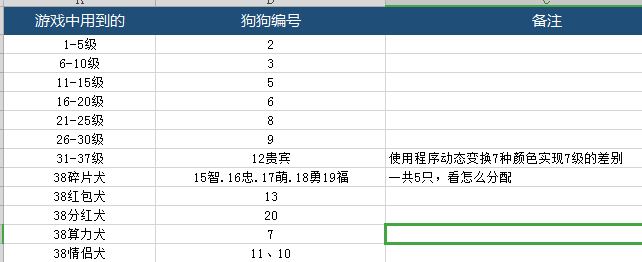 游戏中用到的 狗狗编号 备注
1-5级 2
6-10级 3
11-15级 5
16-20级 6
21-25级 8
26-30级 9
31-37级 12贵宾 使用程序动态变换7种颜色实现7级的差别
38碎片犬 15智.16忠.17萌.18勇19福 一共5只，看怎么分配
38红包犬 13
38分红犬 20
38算力犬 7
38情侣犬 11、10